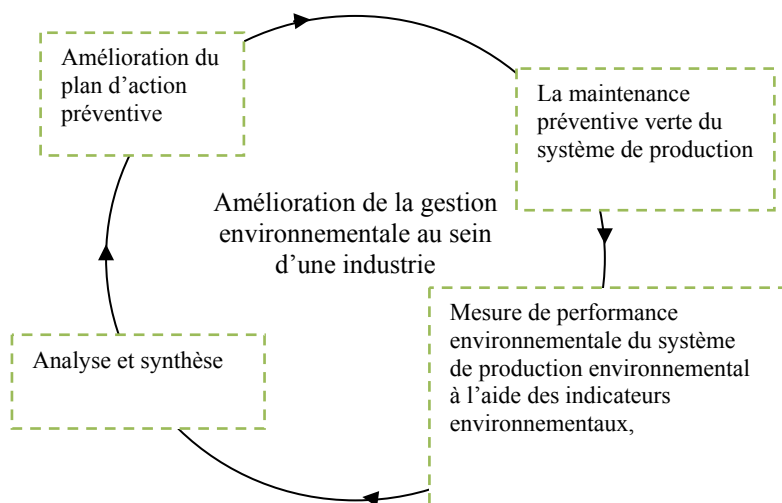 Amélioration du
plan d’action
préventive
La maintenance
préventive verte du
système de production
Amélioration de la gestion
environnementale au sein
d’une industrie
Mesure de performance
environnementale du système
de production environnemental
à l’aide des indicateurs
environnementaux,
Analyse et synthèse